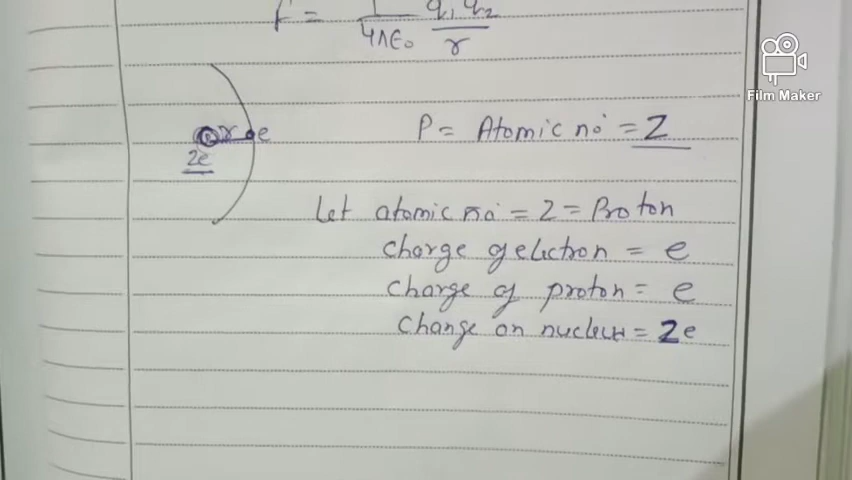 F = 1/4πε₀ q₁q₂/r
r e
Ze
P = Atomic no = Z
Let atomic no = Z = Proton
charge of electron = e
charge of proton = e
Charge on nucleus = Ze
Film Maker